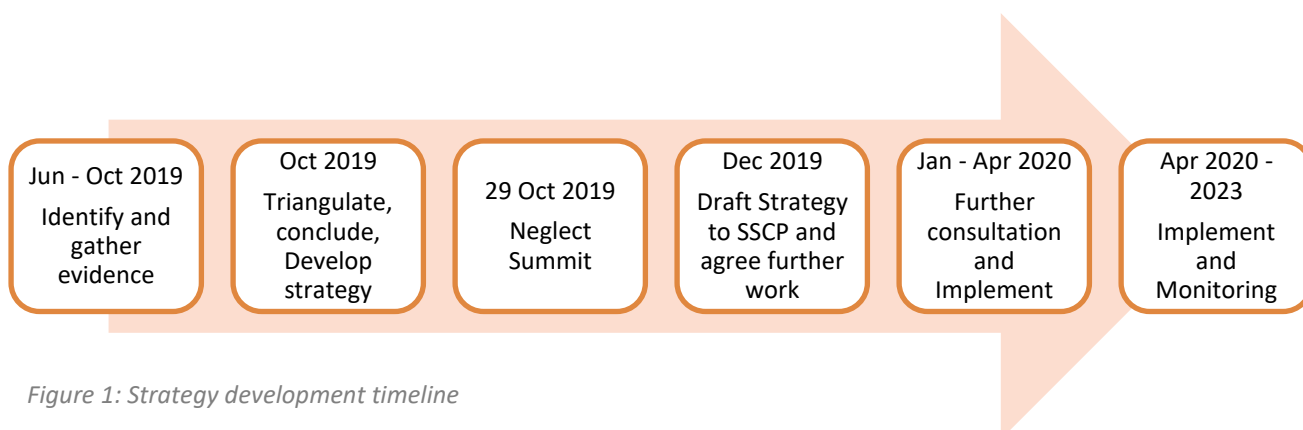 Jun - Oct 2019
Identify and
gather
evidence
Oct 2019
Triangulate,
conclude,
Develop
strategy
29 Oct 2019
Neglect
Summit
Dec 2019
Draft Strategy
to SSCP and
agree further
work
Jan - Apr 2020
Further
consultation
and
Implement
Apr 2020 -
2023
Implement
and
Monitoring
Figure 1: Strategy development timeline